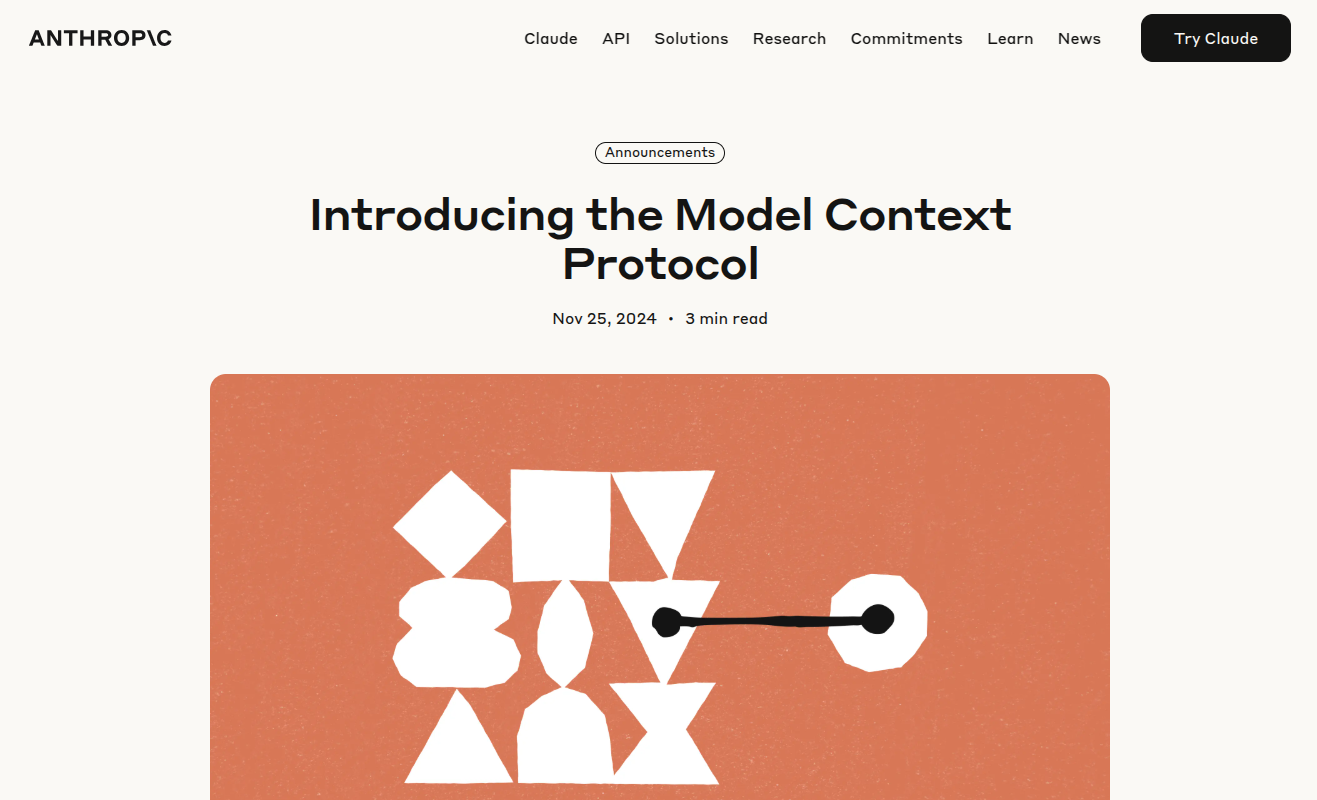 ANTHROP\C
Claude API Solutions Research Commitments Learn News Try Claude
Announcements
Introducing the Model Context
Protocol
Nov 25, 2024 • 3 min read